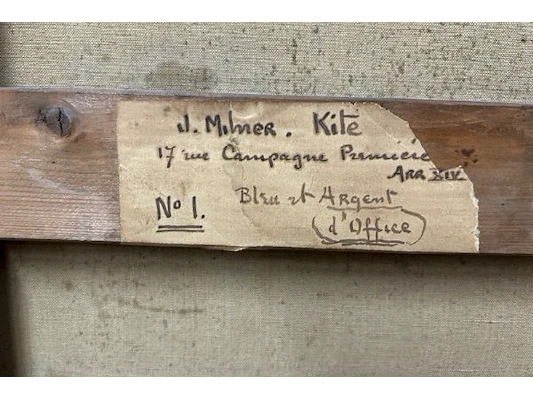 J. Milner. Kite
17 rue Campagne Première
Arr XIV
Bleu et Argent
No 1.
d'Office